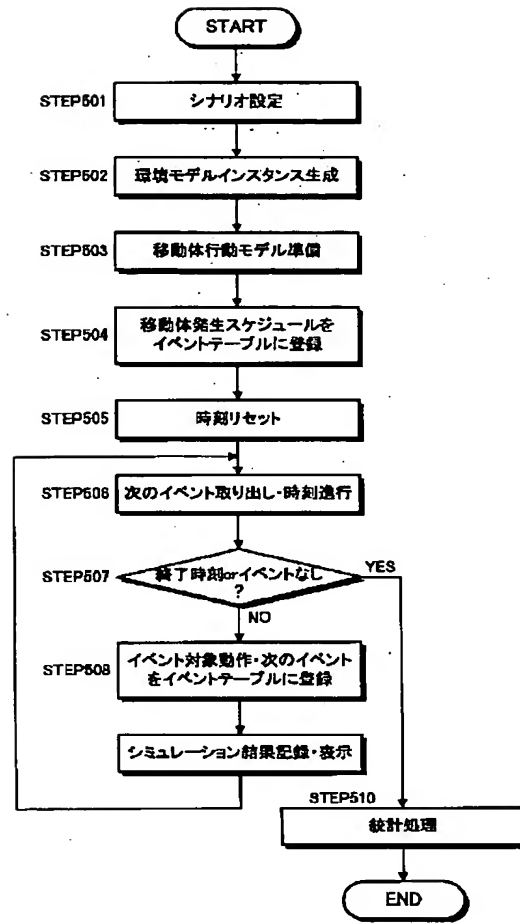 START
STEP501
シナリオ設定
STEP502
環境モデルインスタンス生成
STEP503
移動体行動モデル準備
STEP504
移動体発生スケジュールを
イベントテーブルに登録
STEP505
時刻リセット
STEP506
次のイベント取り出し・時刻進行
STEP507
終了時刻orイベントなし
?
YES
NO
STEP508
イベント対象動作・次のイベント
をイベントテーブルに登録
シミュレーション結果記録・表示
STEP510
統計処理
END